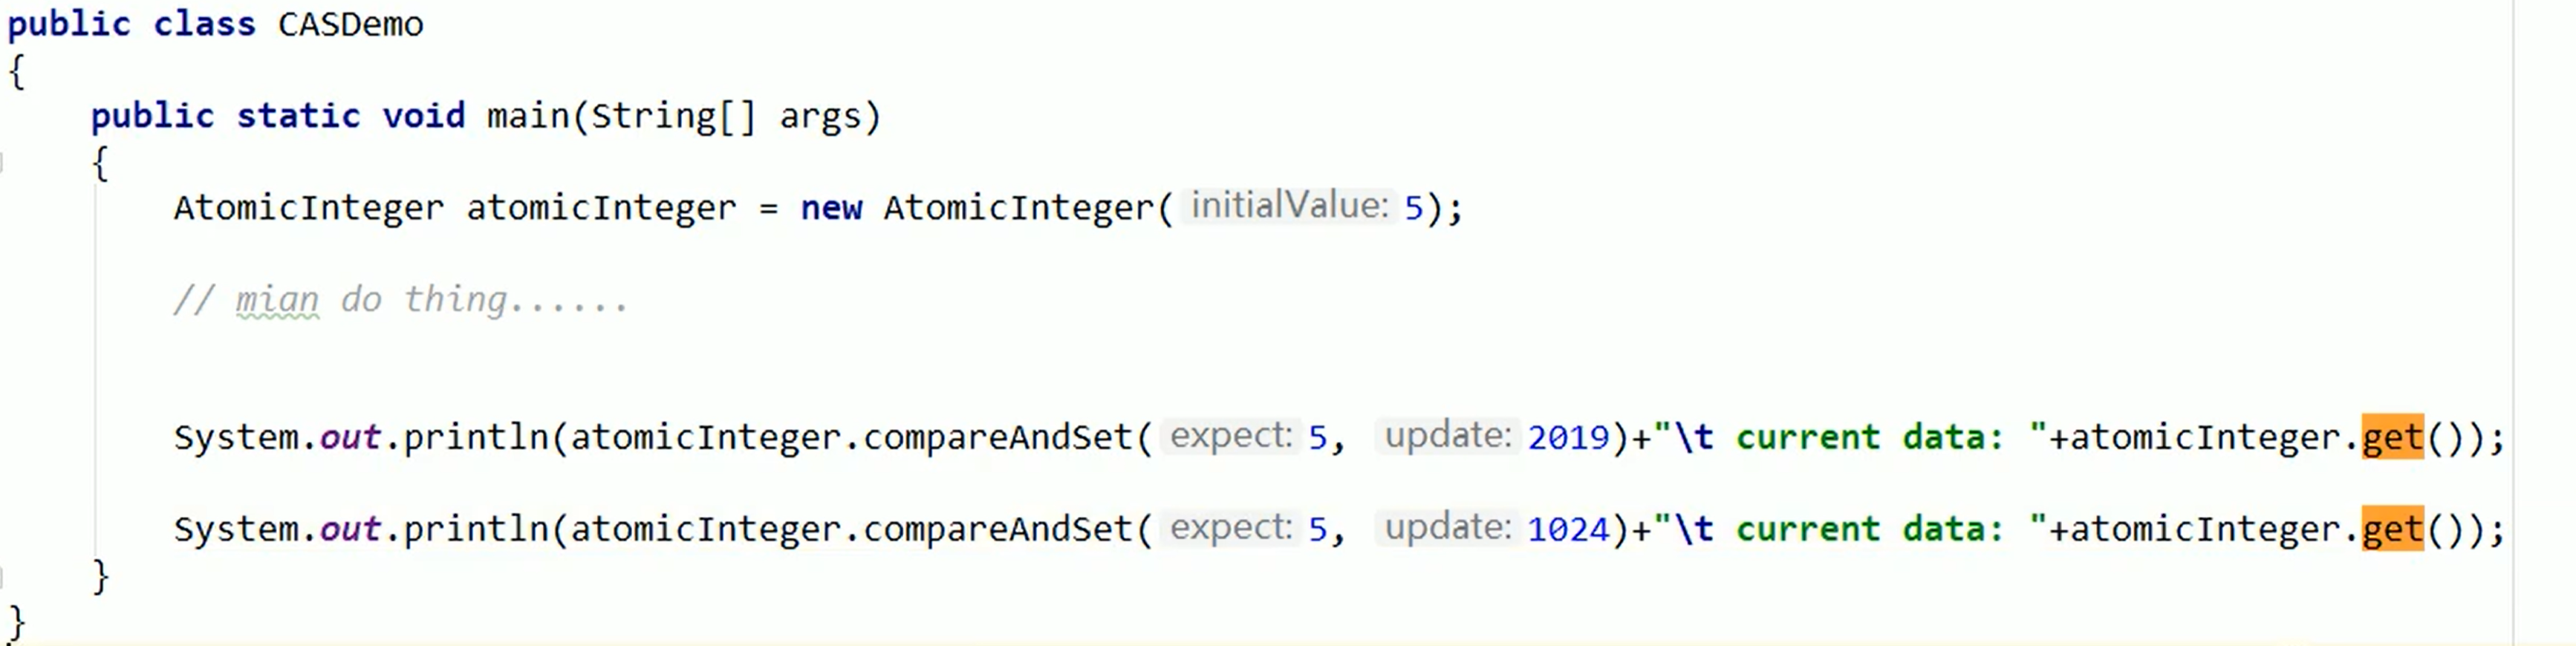 public class CASDemo
{
public static void main(String[] args)
{
AtomicInteger atomicInteger = new AtomicInteger( initialValue: 5);
// mian do thing......
System.out.println(atomicInteger.compareAndSet( expect: 5, update: 2019)+"\t current data: "+atomicInteger.get());
System.out.println(atomicInteger.compareAndSet( expect: 5, update: 1024)+"\t current data: "+atomicInteger.get());
}
}